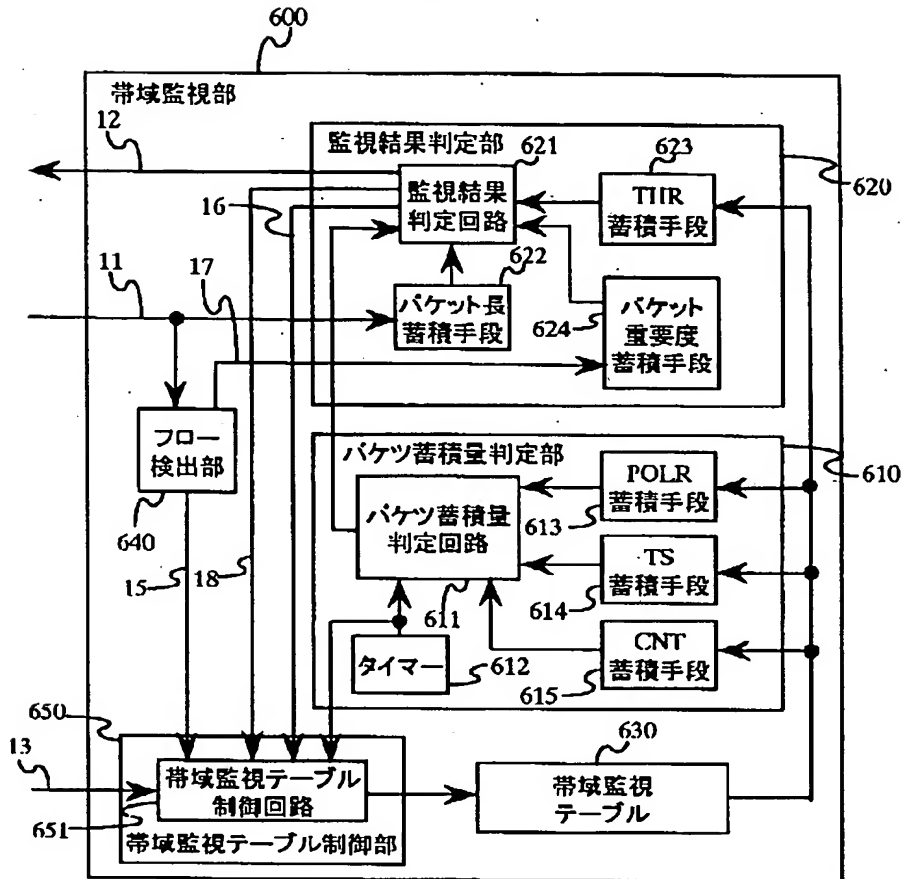 600
帯域監視部
12
監視結果判定部
621
623
620
監視結果
判定回路
THR
蓄積手段
16
11
17
622
パケット長
蓄積手段
624
パケット
重要度
蓄積手段
フロー
検出部
640
15
18
バケツ蓄積量判定部
610
バケツ蓄積量
判定回路
611
POLR
蓄積手段
613
TS
蓄積手段
614
CNT
蓄積手段
615
タイマー
612
650
13
630
帯域監視テーブル
制御回路
651
帯域監視テーブル制御部
帯域監視
テーブル